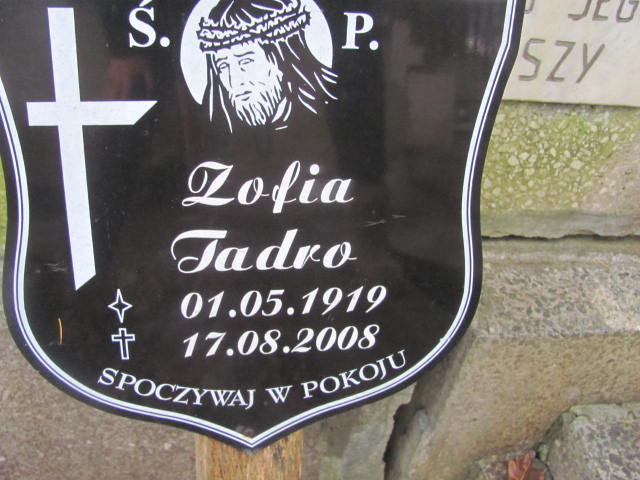 Ś. P.
Zofia
Tadro
01.05.1919
17.08.2008
SPOCZYWAJ W POKOJU
SZY